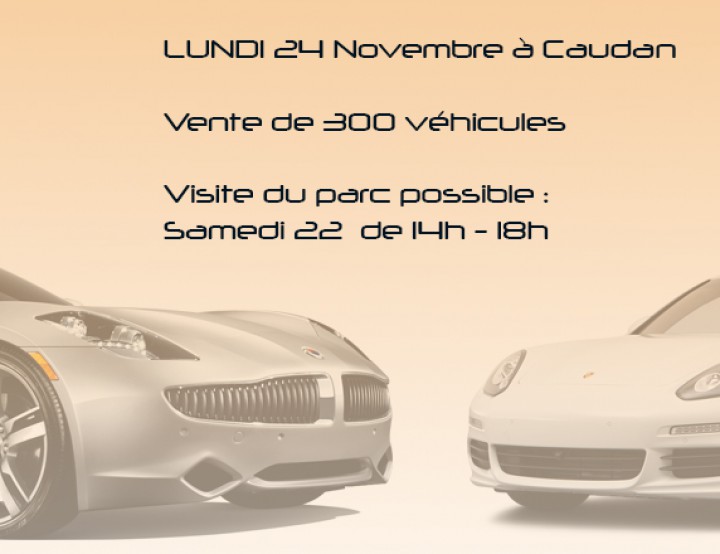 LUNDI 24 Novembre à Caudan
Vente de 300 véhicules
Visite du parc possible :
Samedi 22 de 14h - 18h